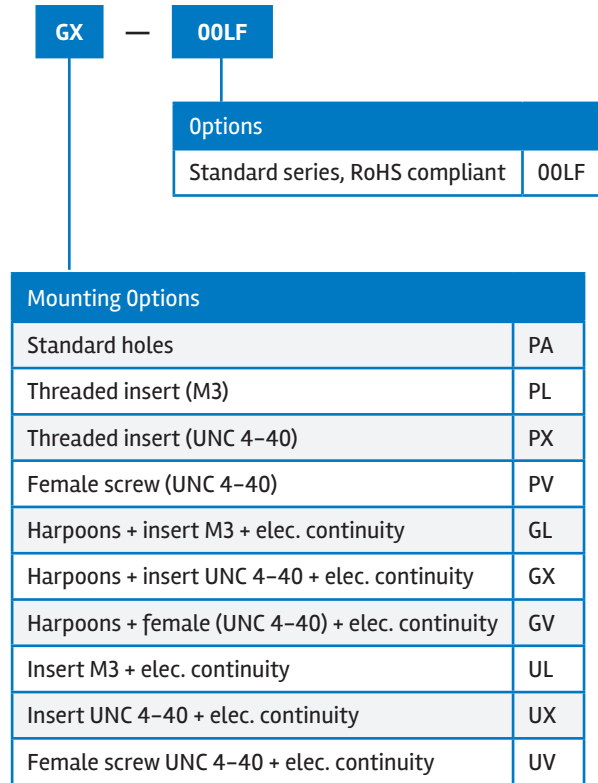 GX — 00LF
Options
Standard series, RoHS compliant 00LF
Mounting Options
Standard holes PA
Threaded insert (M3) PL
Threaded insert (UNC 4–40) PX
Female screw (UNC 4–40) PV
Harpoons + insert M3 + elec. continuity GL
Harpoons + insert UNC 4–40 + elec. continuity GX
Harpoons + female (UNC 4–40) + elec. continuity GV
Insert M3 + elec. continuity UL
Insert UNC 4–40 + elec. continuity UX
Female screw UNC 4–40 + elec. continuity UV